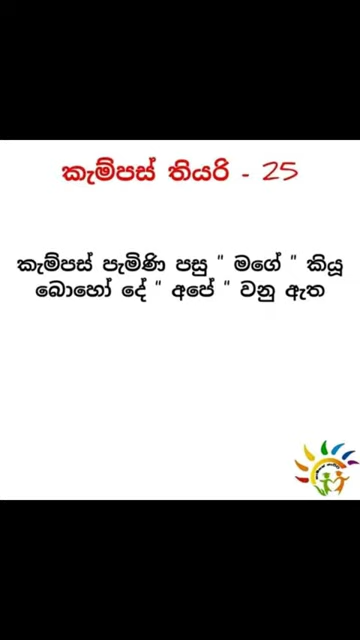 කැම්පස් තියරි - 25
කැම්පස් පැමිණි පසු " මගේ " කියූ
බොහෝ දේ " අපේ " වනු ඇත